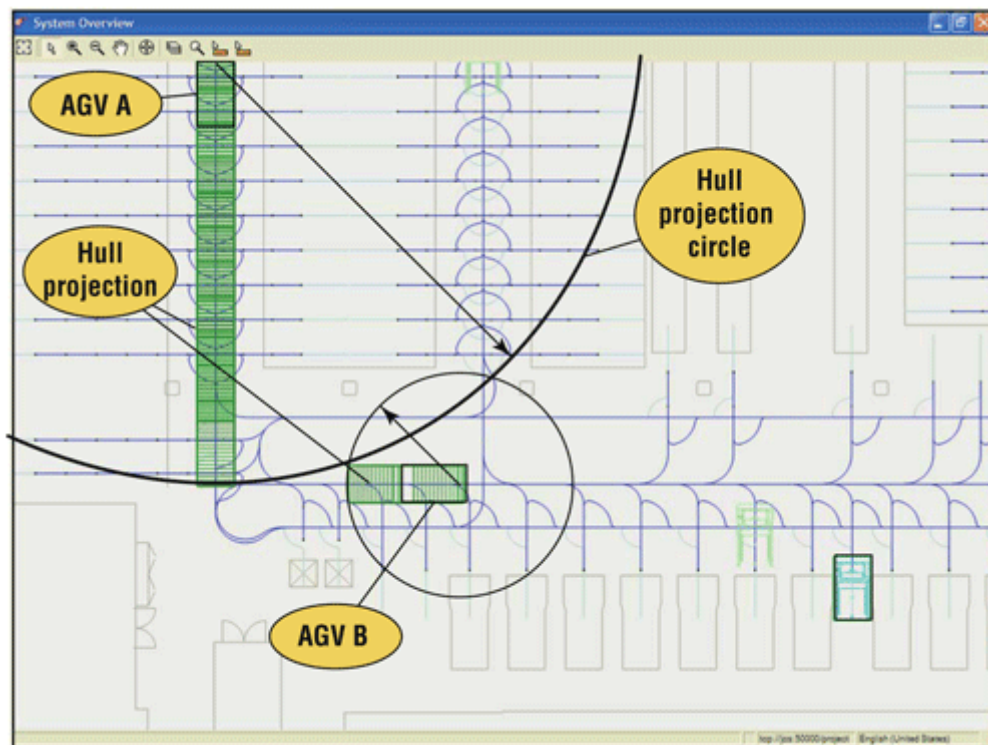 System Overview
AGV A
Hull
projection
circle
Hull
projection
AGV B
English (United States)